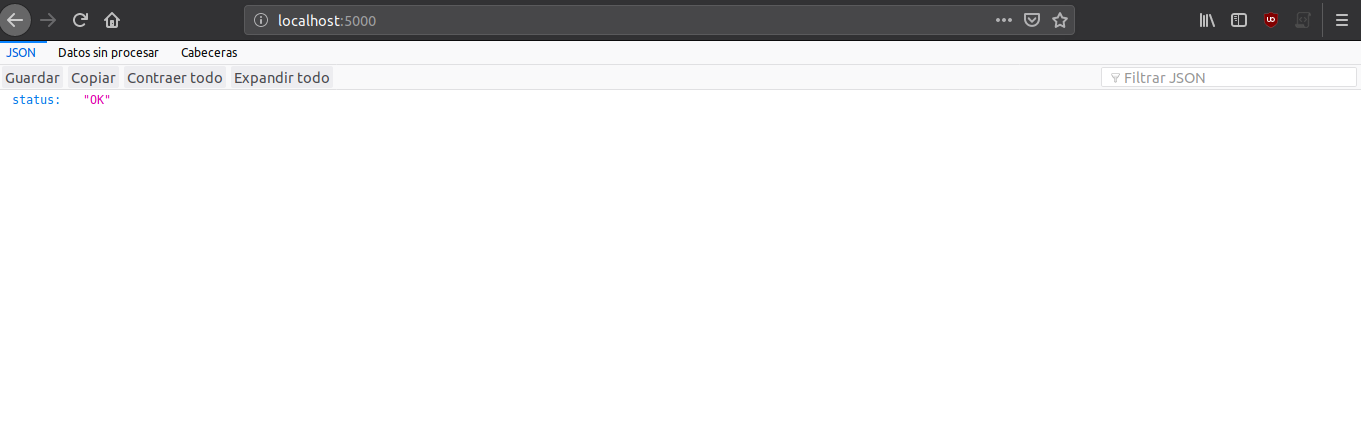 localhost:5000
JSON Datos sin procesar Cabeceras
Guardar Copiar Contraer todo Expandir todo Filtrar JSON
status: "OK"